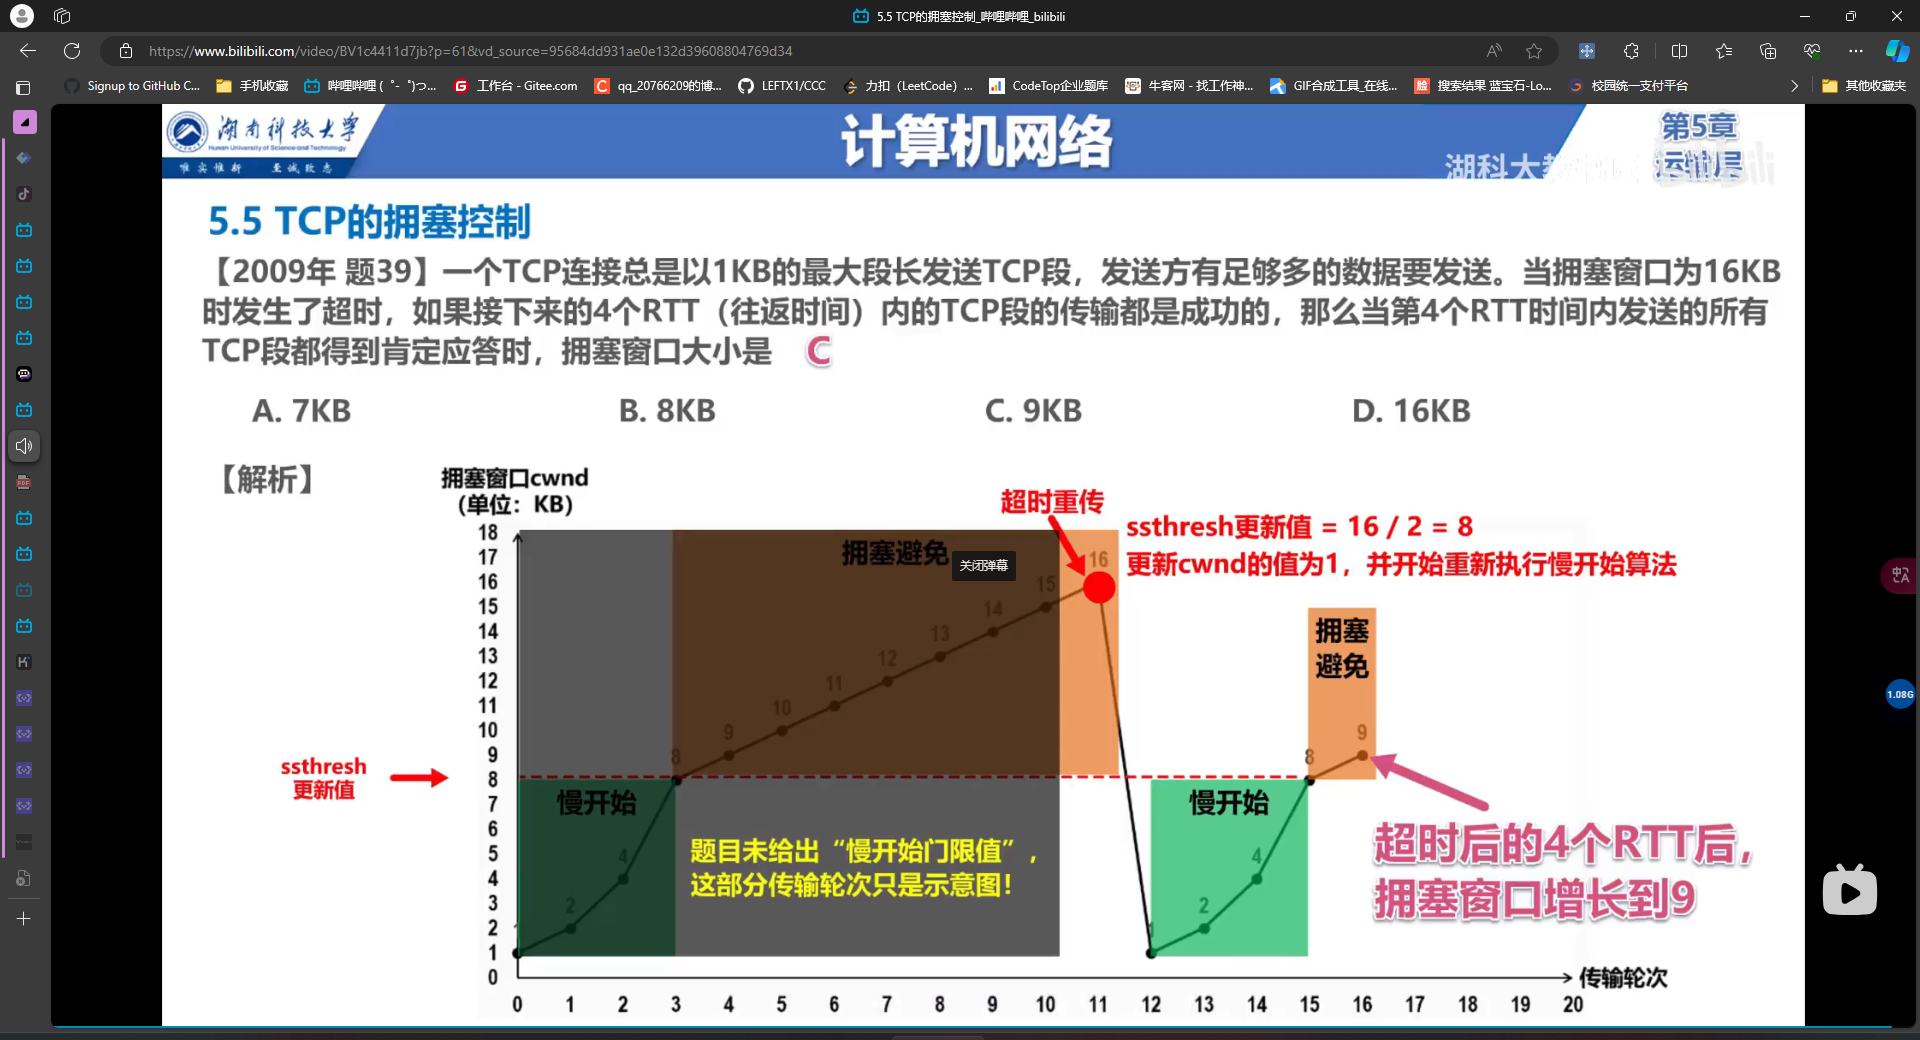 5.5 TCP的拥塞控制_哔哩哔哩_bilibili
https://www.bilibili.com/video/BV1c4411d7jb?p=61&vd_source=95684dd931ae0e132d39608804769d34
Signup to GitHub C...
手机收藏
哔哩哔哩 (゜-゜)つ...
工作台 - Gitee.com
qq_20766209的博...
LEFTX1/CCC
力扣（LeetCode）...
CodeTop企业题库
牛客网 - 找工作神...
GIF合成工具_在线...
搜索结果 蓝宝石-Lo...
校园统一支付平台
其他收藏夹
湖南科技大学
Hunan University of Science and Technology
唯实惟新 至诚致志
计算机网络
第5章
运输层
湖科大教
5.5 TCP的拥塞控制
【2009年 题39】一个TCP连接总是以1KB的最大段长发送TCP段，发送方有足够多的数据要发送。当拥塞窗口为16KB
时发生了超时，如果接下来的4个RTT（往返时间）内的TCP段的传输都是成功的，那么当第4个RTT时间内发送的所有
TCP段都得到肯定应答时，拥塞窗口大小是 C
A. 7KB
B. 8KB
C. 9KB
D. 16KB
【解析】
拥塞窗口cwnd
（单位：KB）
超时重传
ssthresh更新值 = 16 / 2 = 8
更新cwnd的值为1，并开始重新执行慢开始算法
18
17
16
15
14
13
12
11
10
9
8
7
6
5
4
3
2
1
0
拥塞避免
关闭弹幕
16
15
14
13
12
11
10
9
8
4
2
慢开始
ssthresh
更新值
题目未给出“慢开始门限值”，
这部分传输轮次只是示意图！
拥塞
避免
9
8
慢开始
4
2
1
超时后的4个RTT后，
拥塞窗口增长到9
传输轮次
0 1 2 3 4 5 6 7 8 9 10 11 12 13 14 15 16 17 18 19 20
1.08G